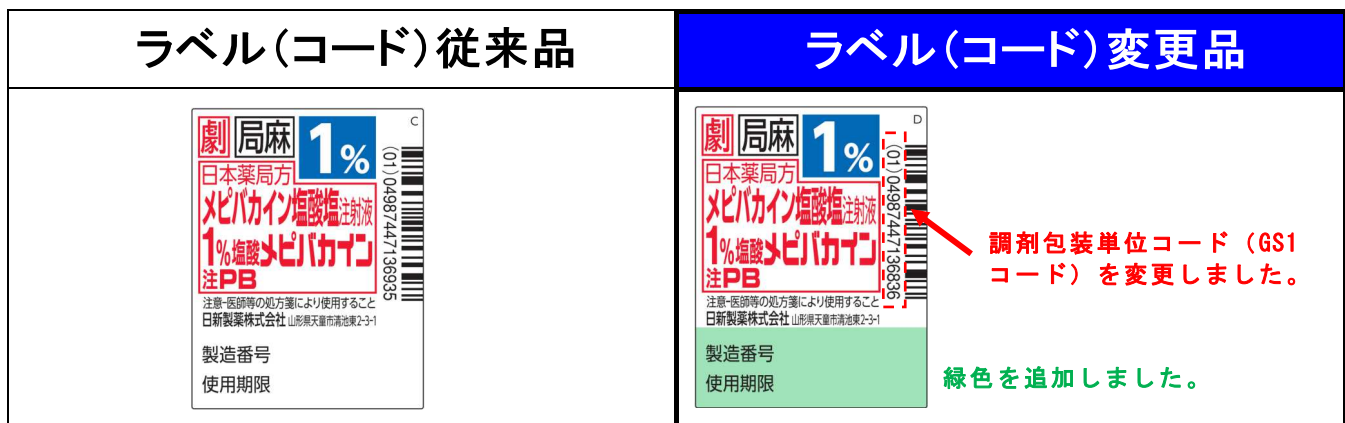 ラベル(コード)従来品
ラベル(コード)変更品
C
劇 局麻 1%
日本薬局方
メピバカイン塩酸塩注射液
1%塩酸メピバカイン
注PB
注意-医師等の処方箋により使用すること
日新製薬株式会社 山形県天童市清池東2-3-1
製造番号
使用期限
(01)04987447136935
D
劇 局麻 1%
日本薬局方
メピバカイン塩酸塩注射液
1%塩酸メピバカイン
注PB
注意-医師等の処方箋により使用すること
日新製薬株式会社 山形県天童市清池東2-3-1
製造番号
使用期限
(01)04987447136836
調剤包装単位コード(GS1
コード)を変更しました。
緑色を追加しました。